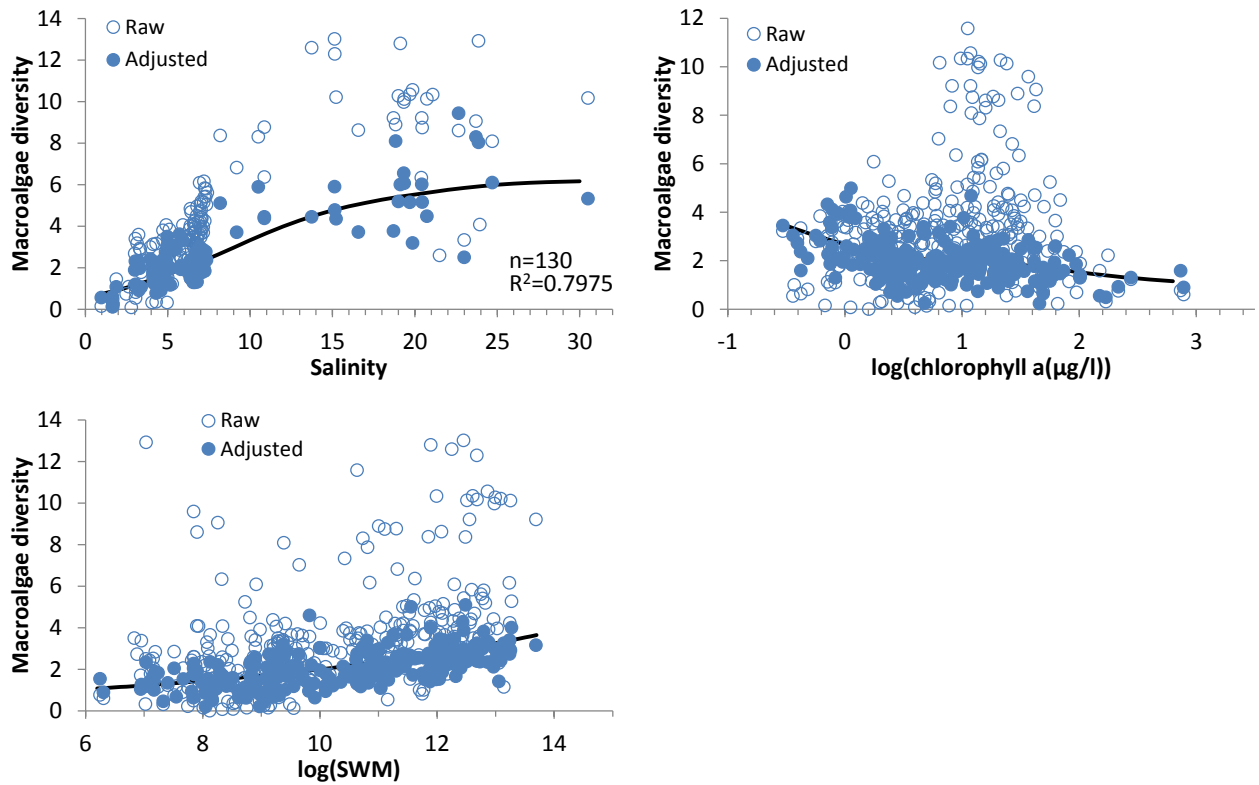 14
12
10
8
6
4
2
0
Macroalgae diversity
Raw
Adjusted
n=130
R²=0.7975
0 5 10 15 20 25 30
Salinity
12
10
8
6
4
2
0
Macroalgae diversity
Raw
Adjusted
-1 0 1 2 3
log(chlorophyll a(µg/l))
14
12
10
8
6
4
2
0
Macroalgae diversity
Raw
Adjusted
6 8 10 12 14
log(SWM)